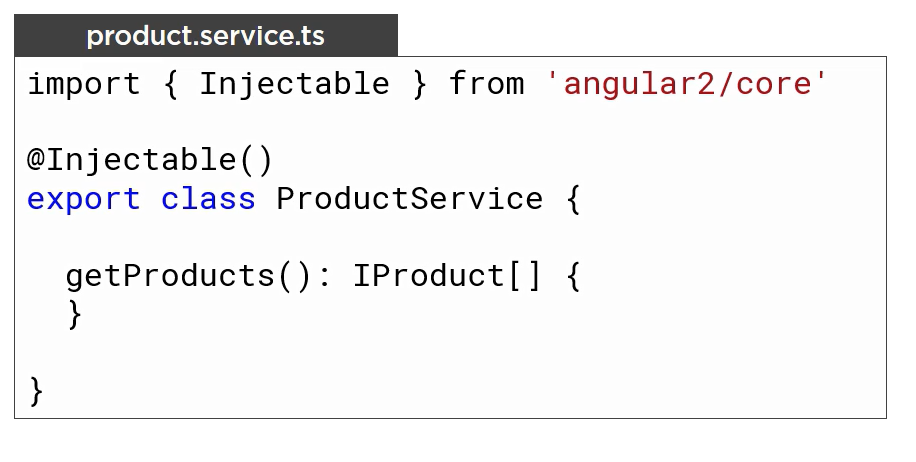 product.service.ts
import { Injectable } from 'angular2/core'
@Injectable()
export class ProductService {
getProducts(): IProduct[] {
}
}